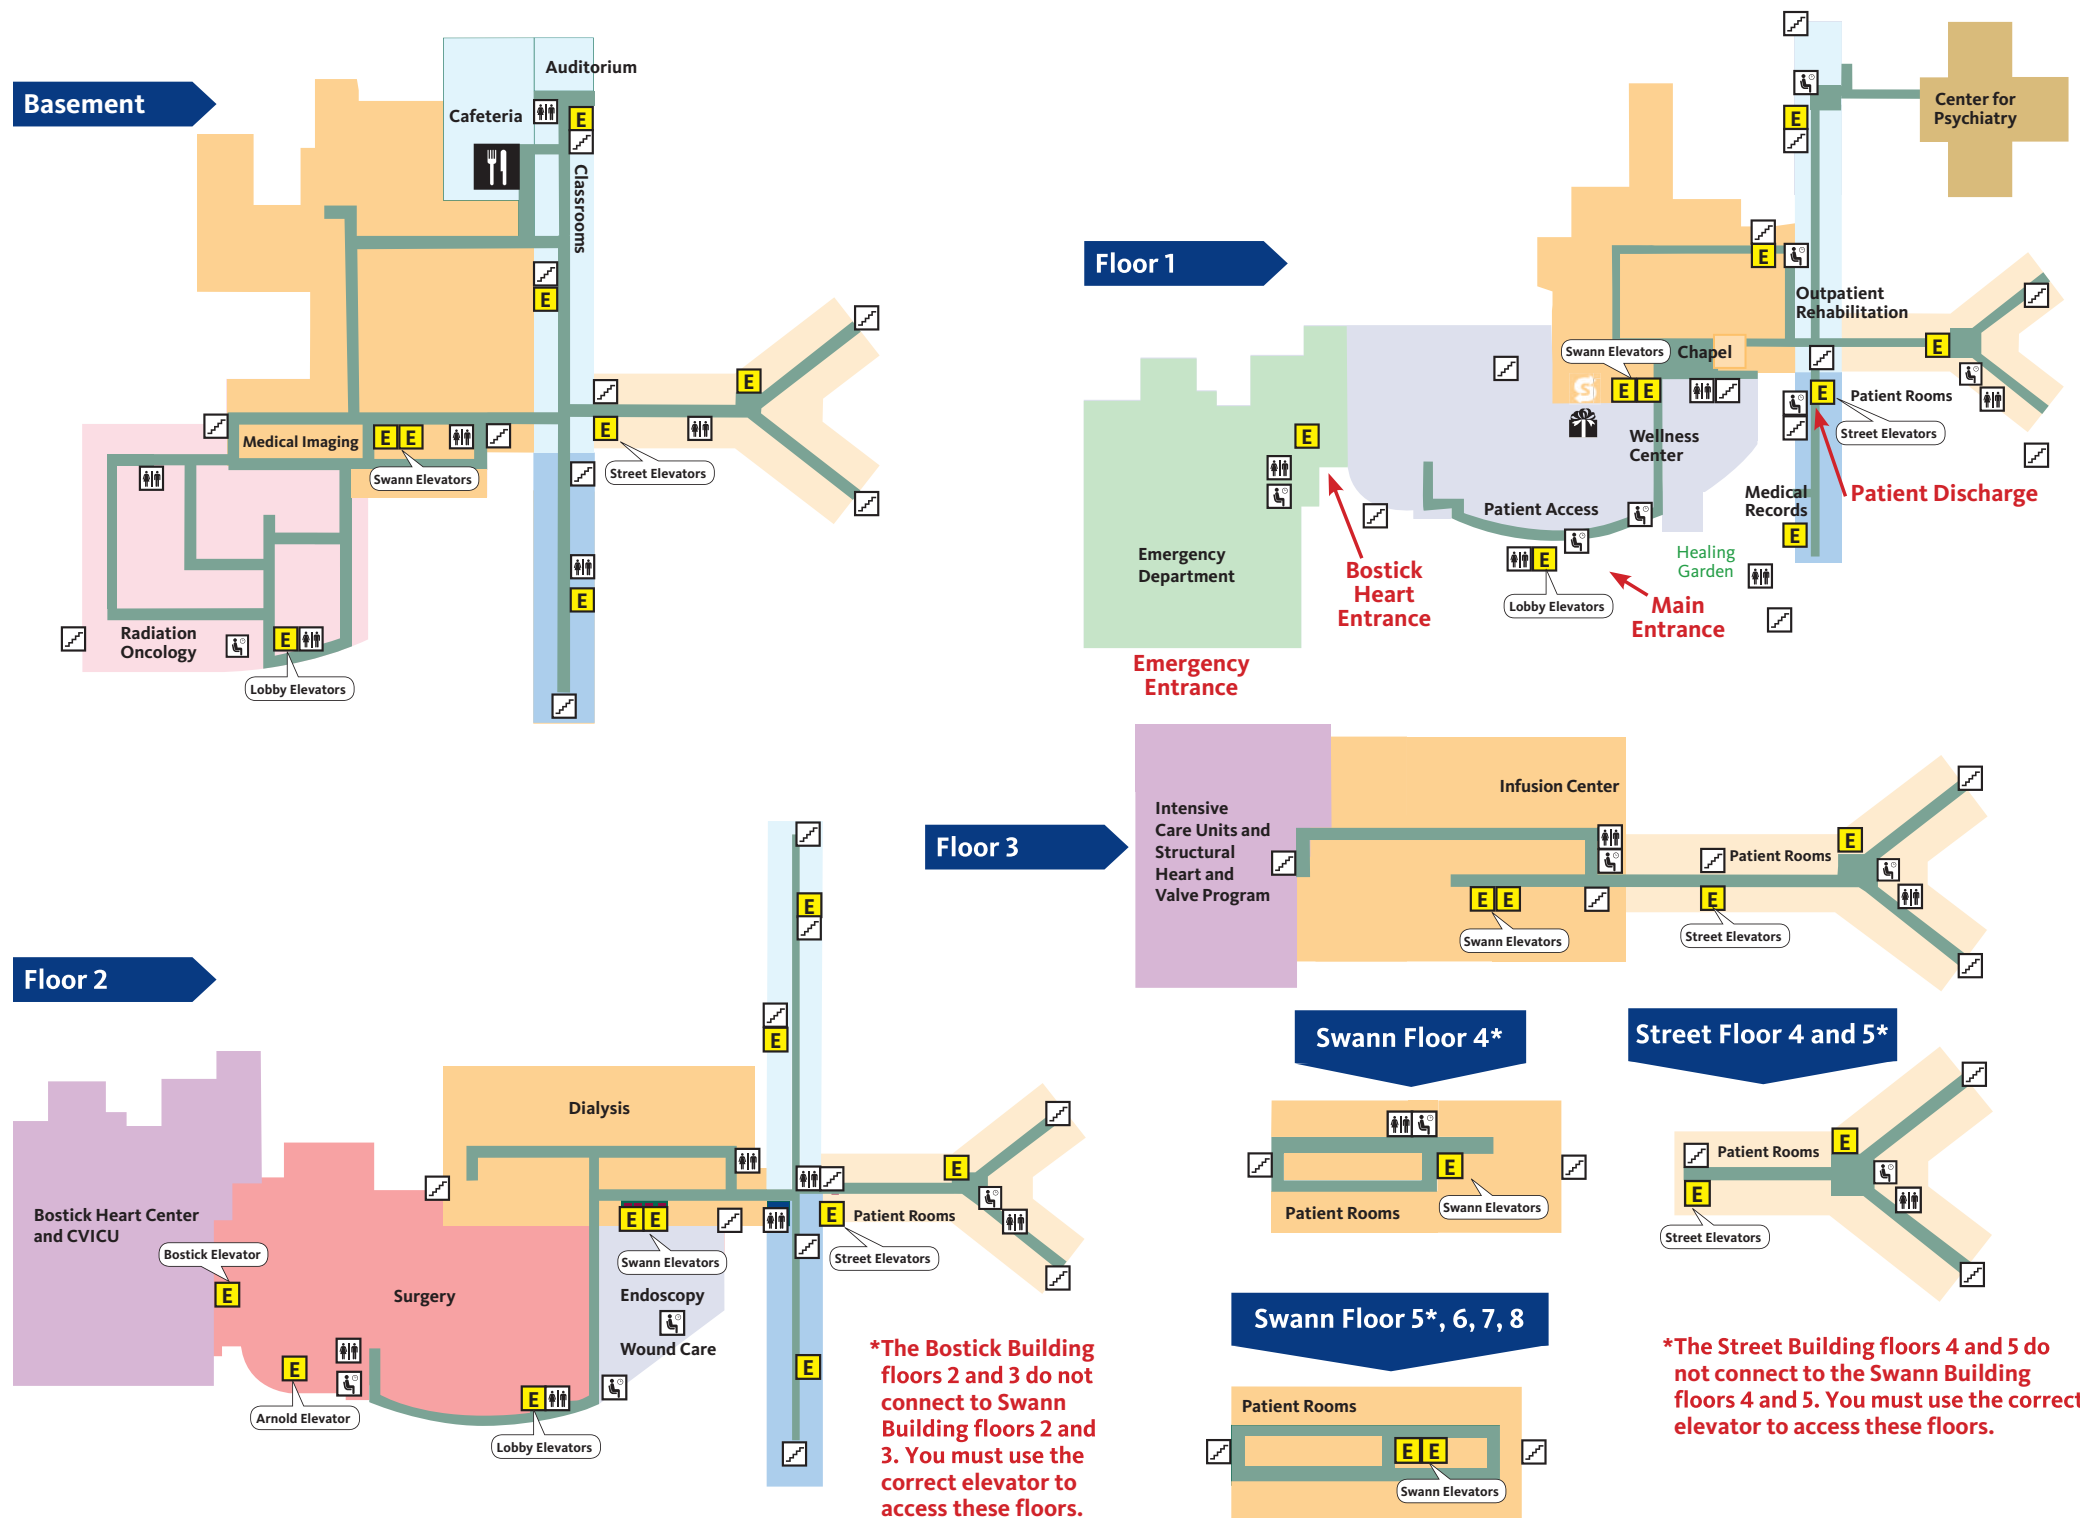 Basement
Auditorium
Cafeteria
E
Classrooms
E
E
Medical Imaging
E E
E
Swann Elevators
Street Elevators
E
Radiation
Oncology
E
Lobby Elevators
Floor 1
E
Center for
Psychiatry
E
Outpatient
Rehabilitation
Swann Elevators
Chapel
E
S
E E
E
Patient Rooms
Street Elevators
E
Wellness
Center
Patient Discharge
Medical
Records
Patient Access
E
Emergency
Department
Bostick
Heart
Entrance
E
Lobby Elevators
Healing
Garden
Main
Entrance
Emergency
Entrance
Floor 3
Infusion Center
Intensive
Care Units and
Structural
Heart and
Valve Program
Patient Rooms
E
E E
E
Swann Elevators
Street Elevators
Floor 2
E
E
Dialysis
E
Bostick Heart Center
and CVICU
Bostick Elevator
E
Surgery
E E
Swann Elevators
E
Patient Rooms
Street Elevators
Endoscopy
Wound Care
E
Arnold Elevator
E
Lobby Elevators
E
*The Bostick Building
floors 2 and 3 do not
connect to Swann
Building floors 2 and
3. You must use the
correct elevator to
access these floors.
Swann Floor 4*
E
Swann Elevators
Patient Rooms
Street Floor 4 and 5*
E
Patient Rooms
E
Street Elevators
Swann Floor 5*, 6, 7, 8
Patient Rooms
E E
Swann Elevators
*The Street Building floors 4 and 5 do
not connect to the Swann Building
floors 4 and 5. You must use the correct
elevator to access these floors.